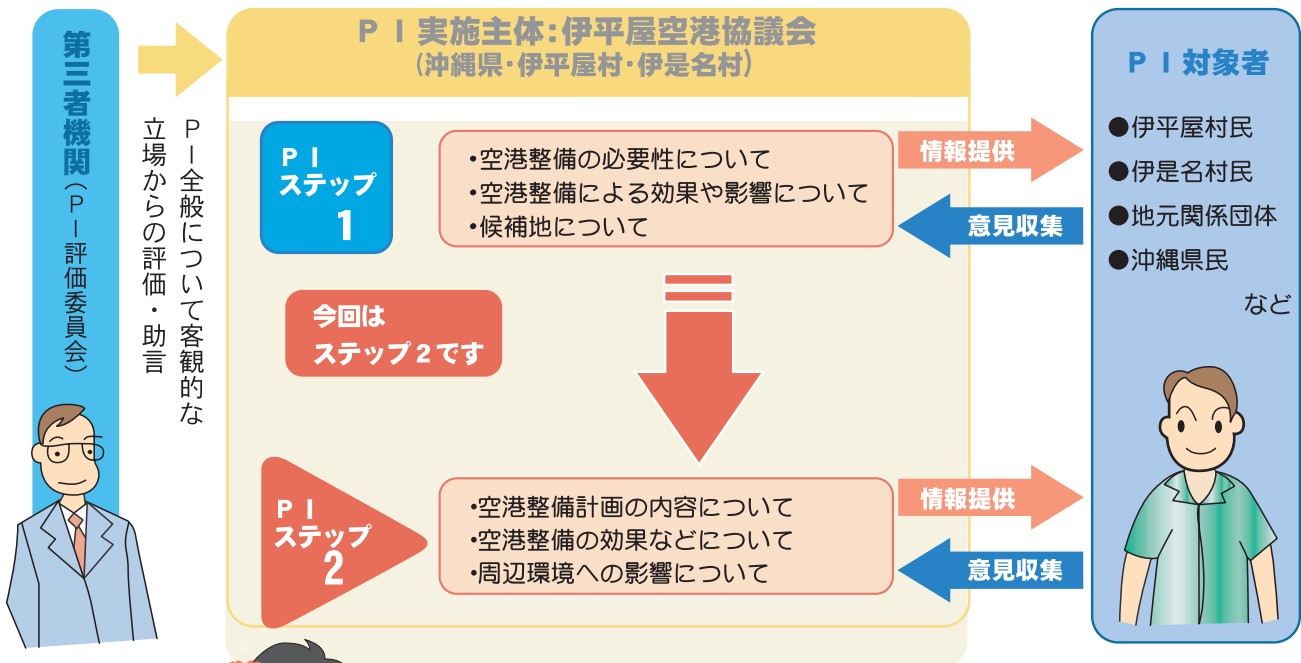 第三者機関（ＰＩ評価委員会）
ＰＩ全般について客観的な
立場からの評価・助言
ＰＩ実施主体：伊平屋空港協議会
（沖縄県・伊平屋村・伊是名村）
ＰＩ
ステップ
1
・空港整備の必要性について
・空港整備による効果や影響について
・候補地について
情報提供
意見収集
今回は
ステップ２です
ＰＩ
ステップ
2
・空港整備計画の内容について
・空港整備の効果などについて
・周辺環境への影響について
情報提供
意見収集
ＰＩ対象者
●伊平屋村民
●伊是名村民
●地元関係団体
●沖縄県民
など